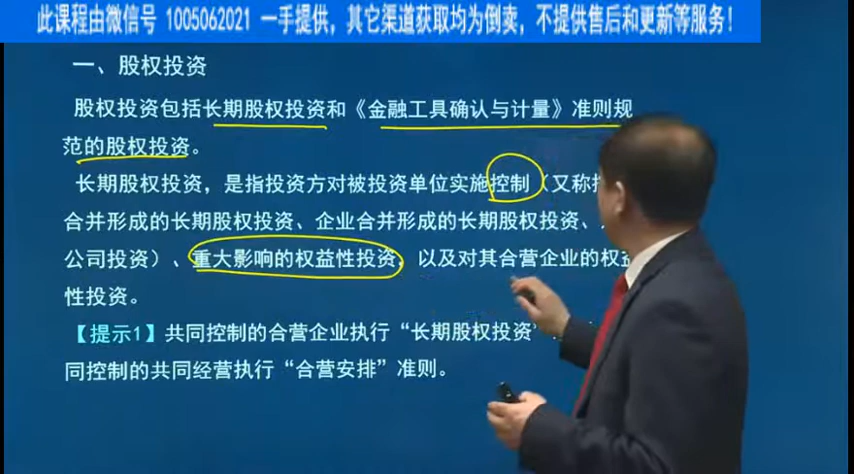 此课程由微信号 1005062021 一手提供，其它渠道获取均为倒卖，不提供售后和更新等服务！
一、股权投资
股权投资包括长期股权投资和《金融工具确认与计量》准则规
范的股权投资。
长期股权投资，是指投资方对被投资单位实施控制（又称
合并形成的长期股权投资、企业合并形成的长期股权投资、
公司投资）、重大影响的权益性投资，以及对其合营企业的权益
性投资。
【提示1】共同控制的合营企业执行“长期股权投资”
同控制的共同经营执行“合营安排”准则。